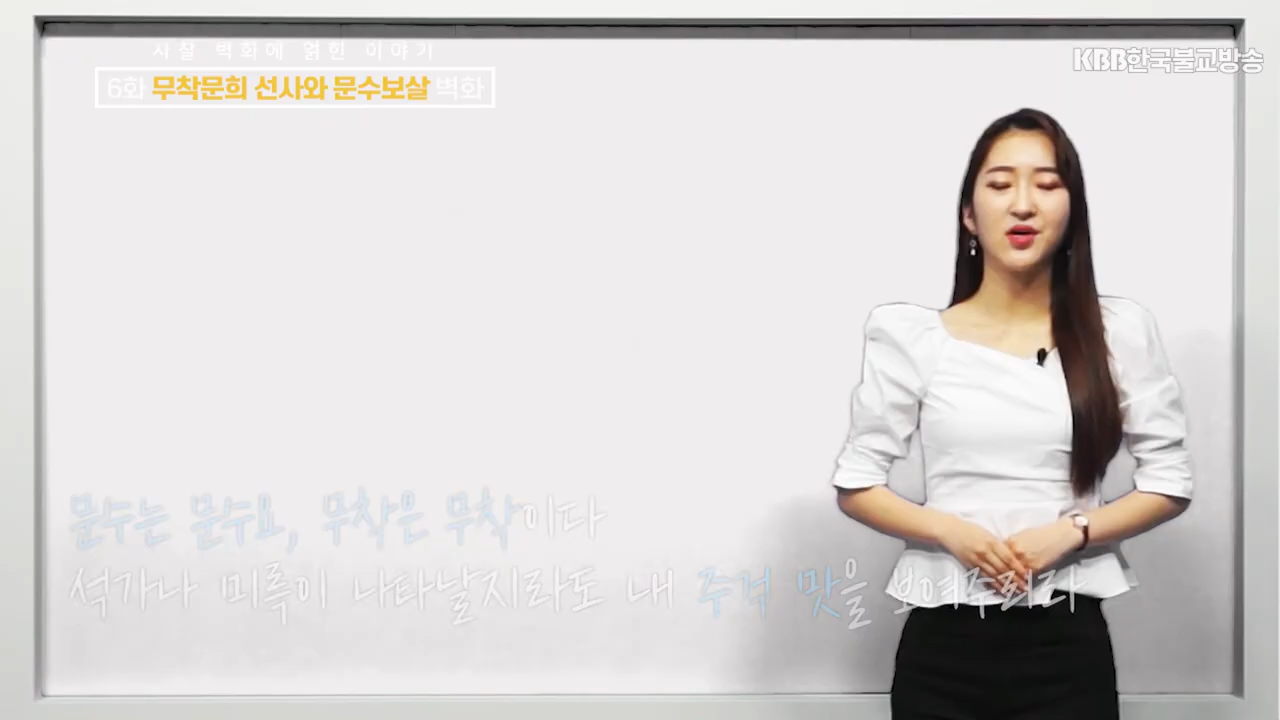 사찰 벽화에 얽힌 이야기
KBB한국불교방송
6화 무착문희 선사와 문수보살 벽화
문수는 문수요, 무착은 무착이다
석가나 미륵이 나타날지라도 내 주걱 맛을 보여주리라